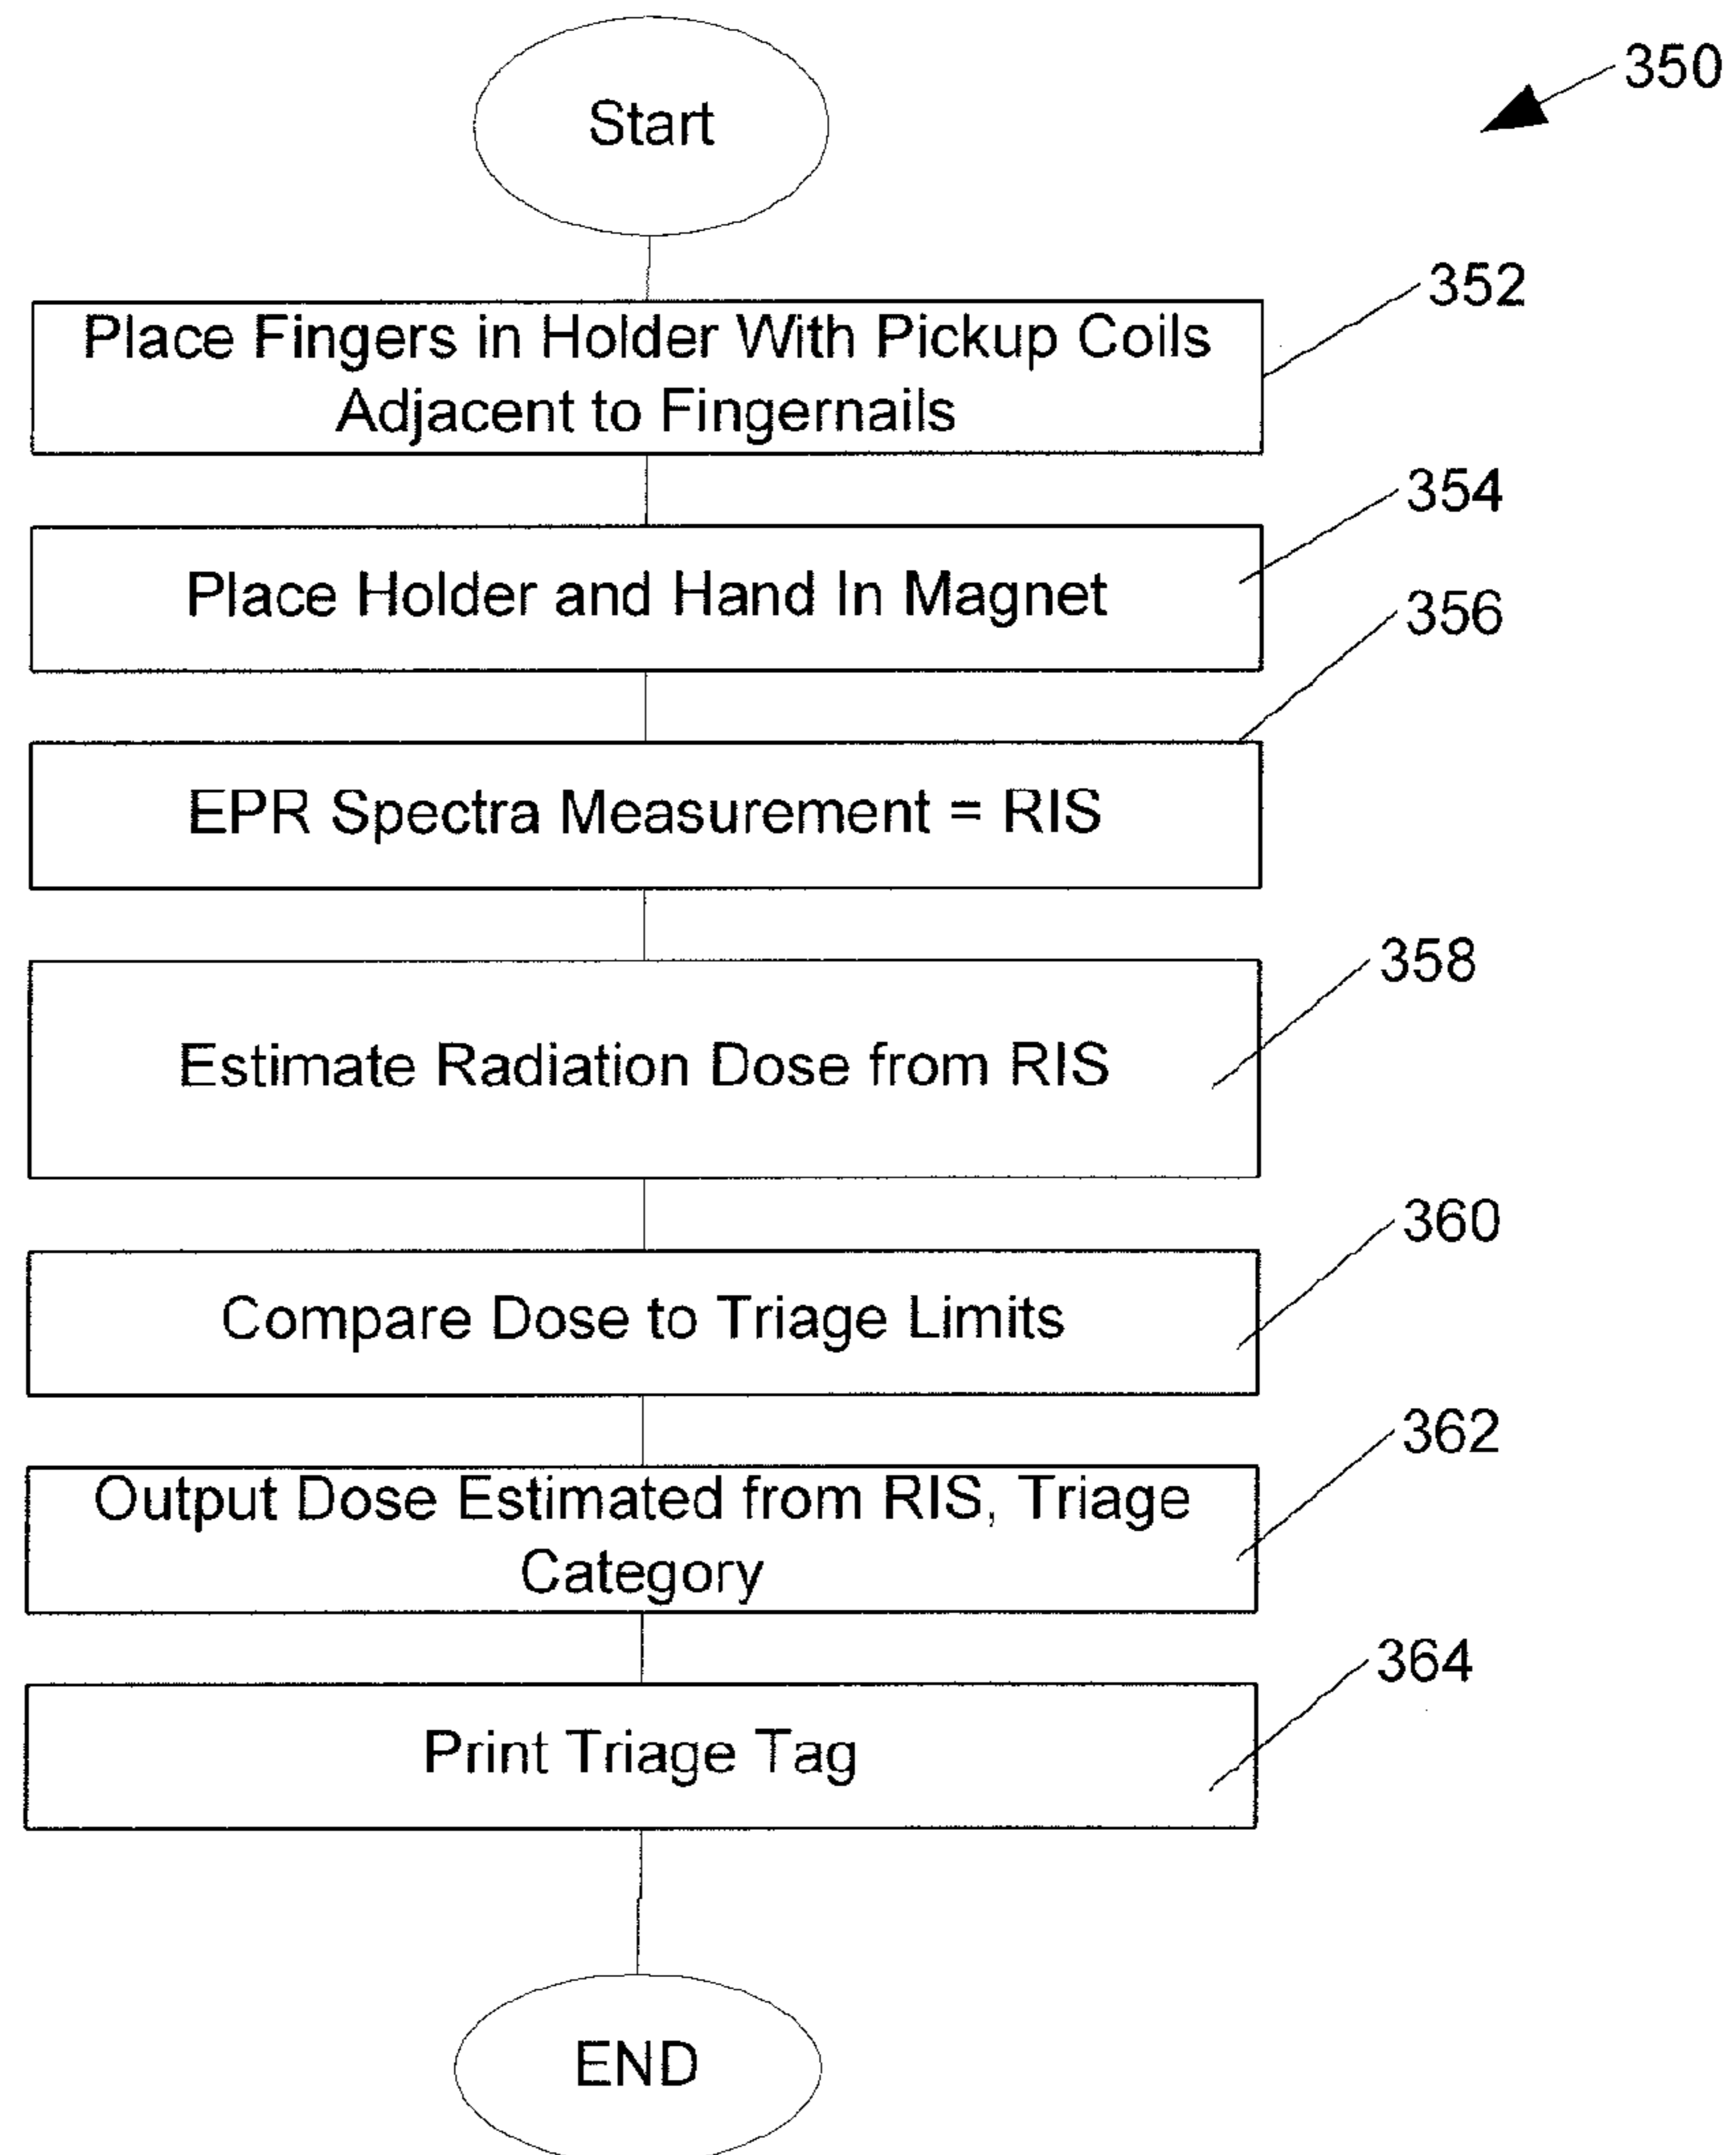 Start
350
352
Place Fingers in Holder With Pickup Coils
Adjacent to Fingernails
354
Place Holder and Hand In Magnet
356
EPR Spectra Measurement = RIS
358
Estimate Radiation Dose from RIS
360
Compare Dose to Triage Limits
362
Output Dose Estimated from RIS, Triage
Category
364
Print Triage Tag
END